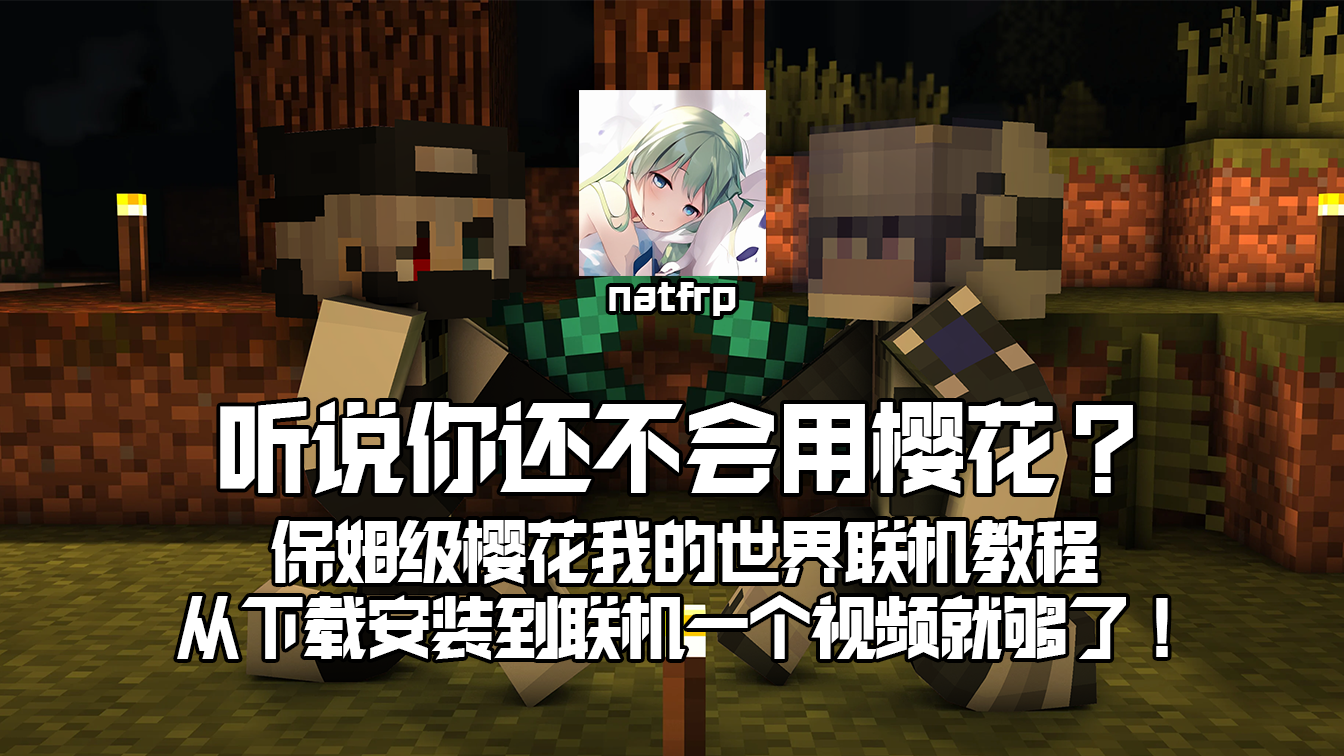 natfrp
听说你还不会用樱花？
保姆级樱花我的世界联机教程
从下载安装到联机一个视频就够了！